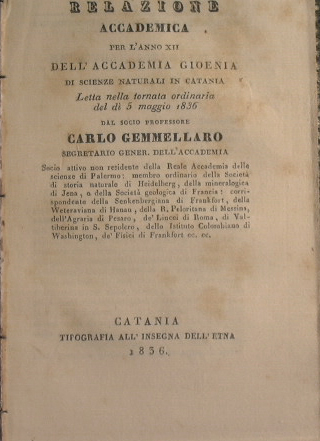 RELAZIONE
ACCADEMICA
PER L'ANNO XII
DELL'ACCADEMIA GIOENIA
DI SCIENZE NATURALI IN CATANIA
Letta nella tornata ordinaria
del dì 5 maggio 1836
DAL SOCIO PROFESSORE
CARLO GEMMELLARO
SEGRETARIO GENER. DELL'ACCADEMIA
Socio attivo non residente della Reale Accademia delle
scienze di Palermo: membro ordinario della Società
di storia naturale di Heidelberg, della mineralogica
di Jena, e della Società geologica di Francia: corri-
spondente della Senkenbergiana di Frankfort, della
Weteraviana di Hanau, della R. Peloritana di Messina,
dell'Agraria di Pesaro, de' Lincei di Roma, di Val-
tiberina in S. Sepolcro, dello Istituto Colombiano di
Washington, de' Fisici di Frankfort ec. ec.
CATANIA
TIPOGRAFIA ALL'INSEGNA DELL'ETNA
1836.